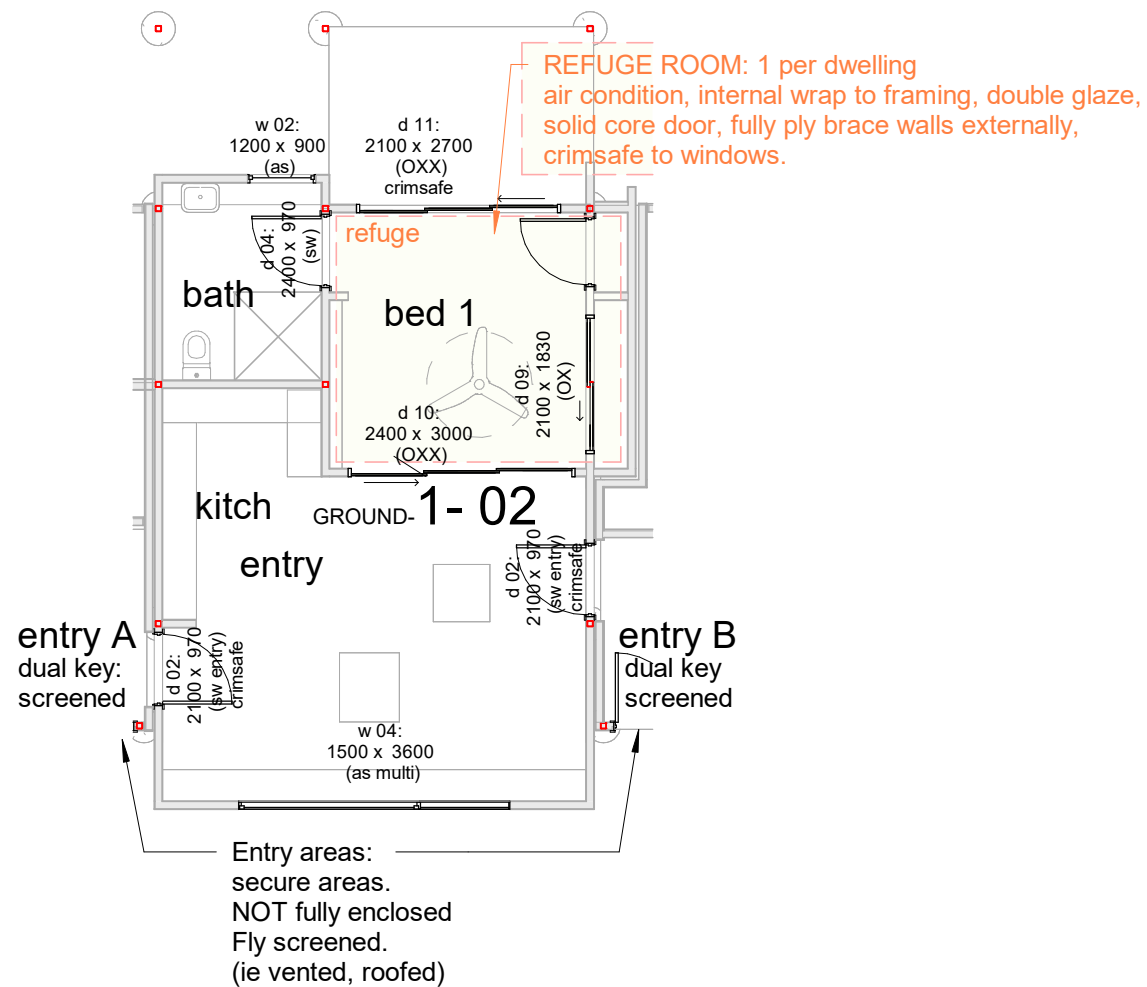 REFUGE ROOM: 1 per dwelling
air condition, internal wrap to framing, double glaze,
solid core door, fully ply brace walls externally,
crimsafe to windows.
w 02:
1200 x 900
(as)
d 11:
2100 x 2700
(OXX)
crimsafe
d 04:
2400 x 970
(sw)
refuge
bath
bed 1
d 09:
2100 x 1830
(OX)
d 10:
2400 x 3000
(OXX)
kitch
GROUND- 1- 02
entry
d 02:
2100 x 970
(sw entry)
crimsafe
entry A
dual key:
screened
d 02:
2100 x 970
(sw entry)
crimsafe
entry B
dual key
screened
w 04:
1500 x 3600
(as multi)
Entry areas:
secure areas.
NOT fully enclosed
Fly screened.
(ie vented, roofed)